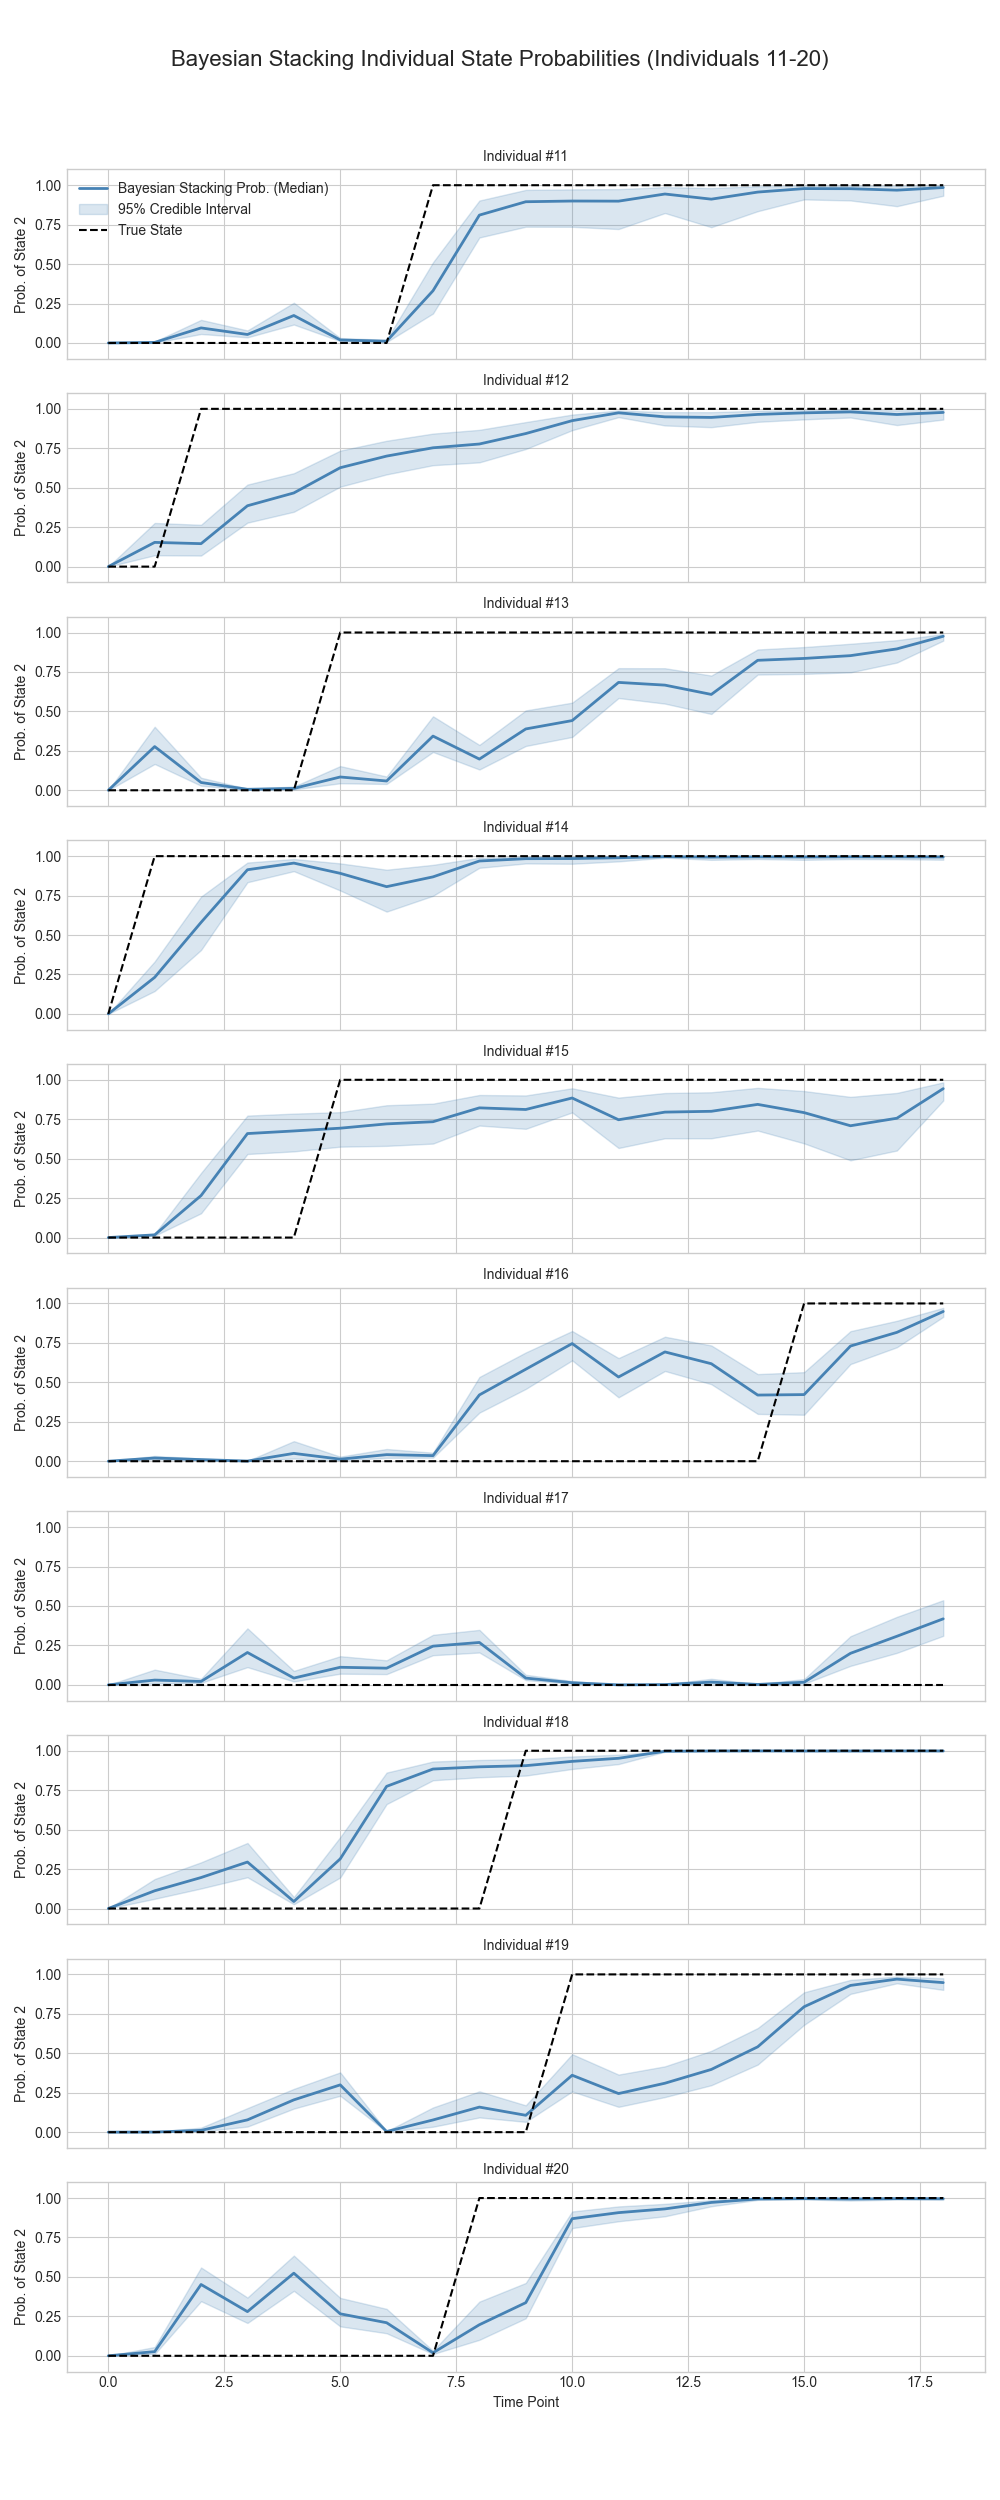 Bayesian Stacking Individual State Probabilities (Individuals 11-20)
Individual #11
Bayesian Stacking Prob. (Median)
95% Credible Interval
True State
Prob. of State 2
1.00
0.75
0.50
0.25
0.00
Individual #12
Prob. of State 2
1.00
0.75
0.50
0.25
0.00
Individual #13
Prob. of State 2
1.00
0.75
0.50
0.25
0.00
Individual #14
Prob. of State 2
1.00
0.75
0.50
0.25
0.00
Individual #15
Prob. of State 2
1.00
0.75
0.50
0.25
0.00
Individual #16
Prob. of State 2
1.00
0.75
0.50
0.25
0.00
Individual #17
Prob. of State 2
1.00
0.75
0.50
0.25
0.00
Individual #18
Prob. of State 2
1.00
0.75
0.50
0.25
0.00
Individual #19
Prob. of State 2
1.00
0.75
0.50
0.25
0.00
Individual #20
Prob. of State 2
1.00
0.75
0.50
0.25
0.00
0.0 2.5 5.0 7.5 10.0 12.5 15.0 17.5
Time Point